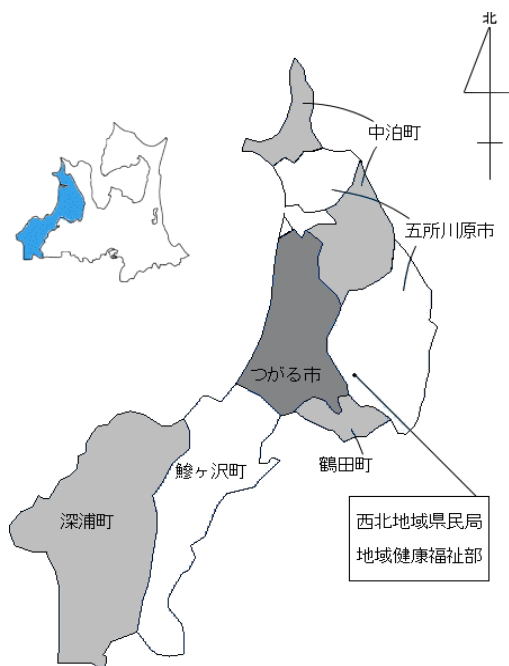 北
中泊町
五所川原市
つがる市
鶴田町
鰺ヶ沢町
深浦町
西北地域県民局
地域健康福祉部